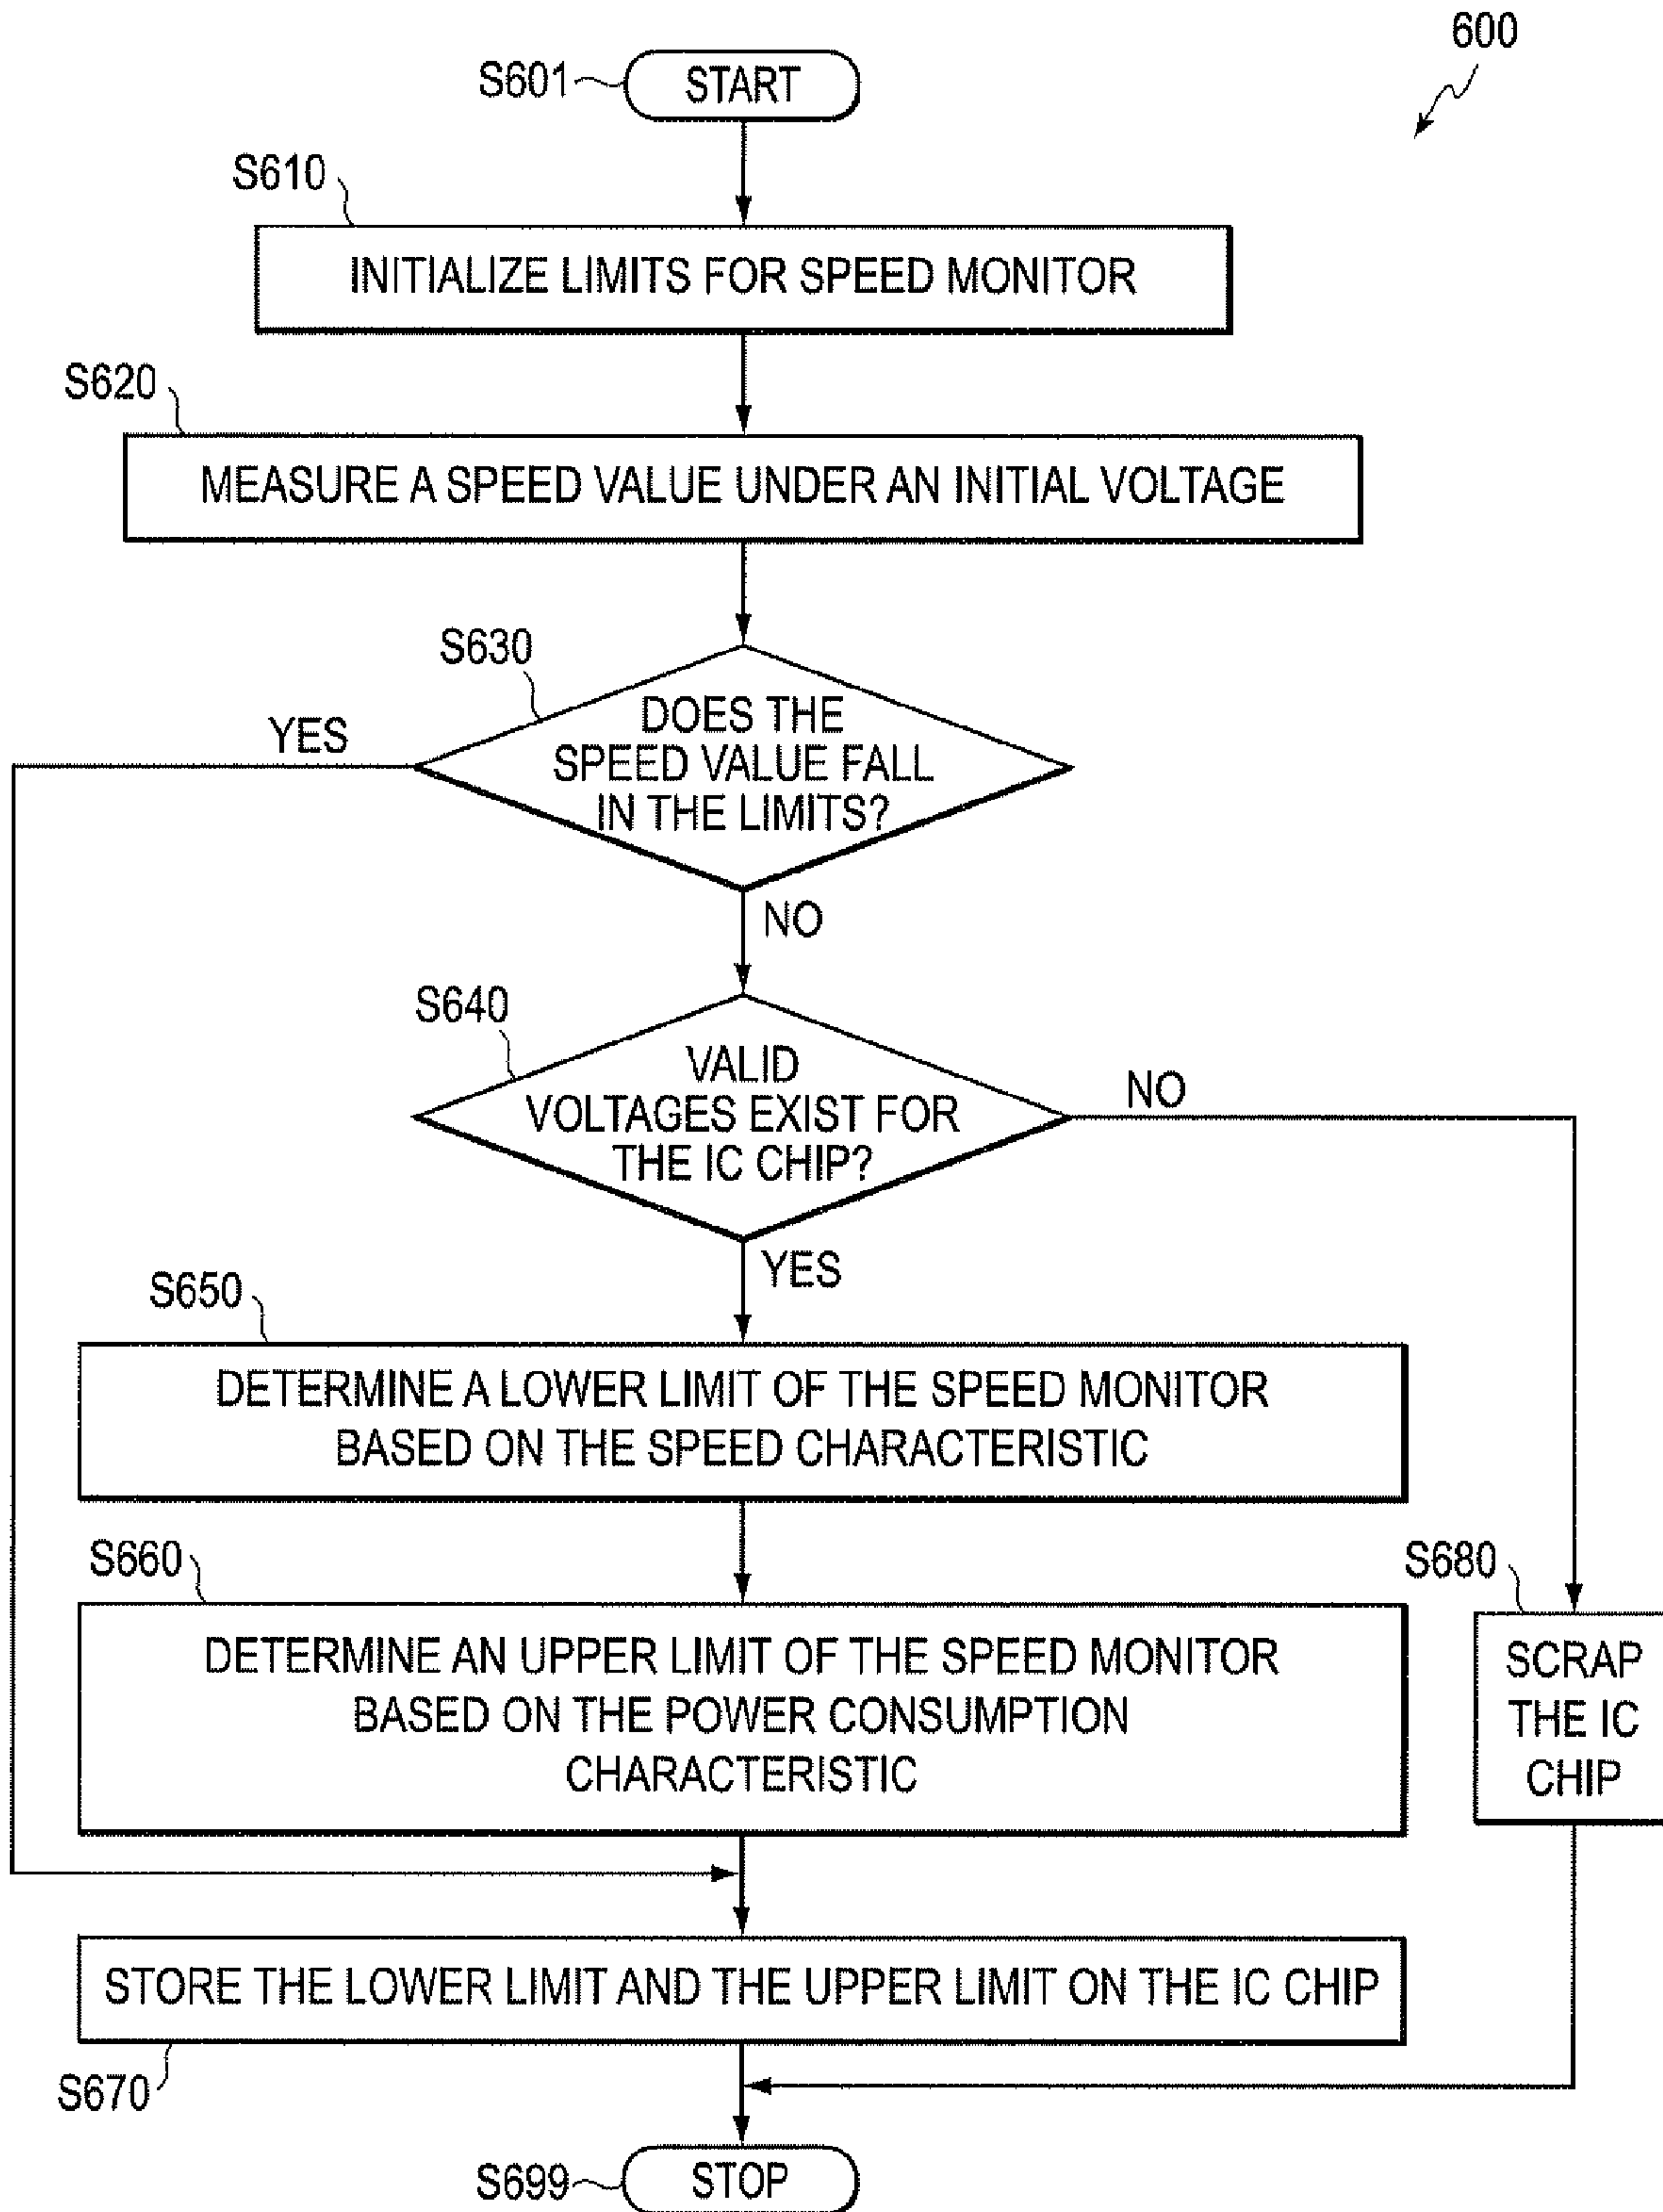 600
S601
START
S610
INITIALIZE LIMITS FOR SPEED MONITOR
S620
MEASURE A SPEED VALUE UNDER AN INITIAL VOLTAGE
S630
DOES THE
SPEED VALUE FALL
IN THE LIMITS?
YES
NO
S640
VALID
VOLTAGES EXIST FOR
THE IC CHIP?
NO
YES
S650
DETERMINE A LOWER LIMIT OF THE SPEED MONITOR
BASED ON THE SPEED CHARACTERISTIC
S660
DETERMINE AN UPPER LIMIT OF THE SPEED MONITOR
BASED ON THE POWER CONSUMPTION
CHARACTERISTIC
S680
SCRAP
THE IC
CHIP
STORE THE LOWER LIMIT AND THE UPPER LIMIT ON THE IC CHIP
S670
S699
STOP